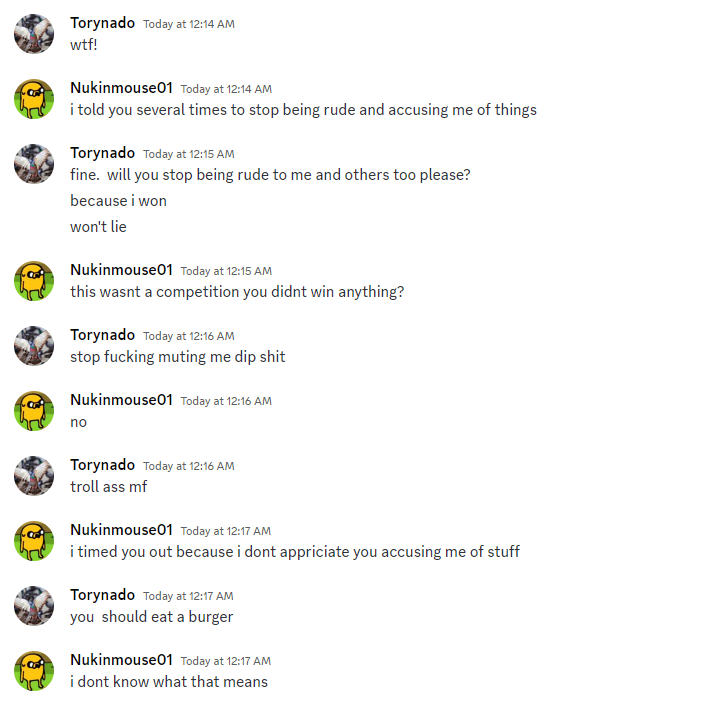 Torynado Today at 12:14 AM
wtf!
Nukinmouse01 Today at 12:14 AM
i told you several times to stop being rude and accusing me of things
Torynado Today at 12:15 AM
fine.  will you stop being rude to me and others too please?
because i won
won't lie
Nukinmouse01 Today at 12:15 AM
this wasnt a competition you didnt win anything?
Torynado Today at 12:16 AM
stop fucking muting me dip shit
Nukinmouse01 Today at 12:16 AM
no
Torynado Today at 12:16 AM
troll ass mf
Nukinmouse01 Today at 12:17 AM
i timed you out because i dont appriciate you accusing me of stuff
Torynado Today at 12:17 AM
you  should eat a burger
Nukinmouse01 Today at 12:17 AM
i dont know what that means